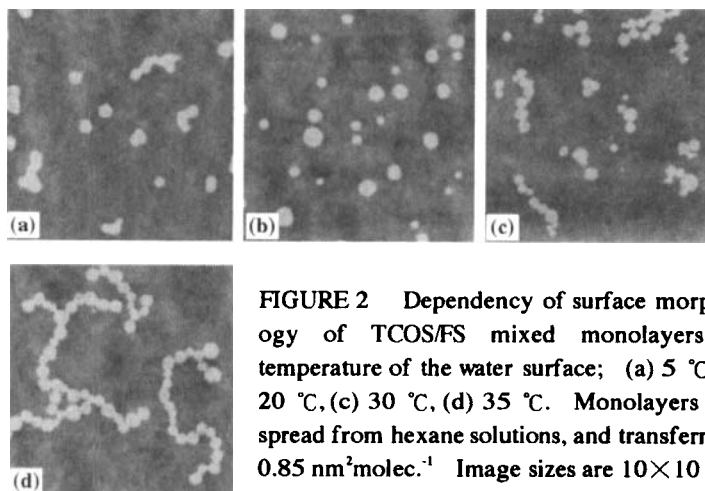 (a)
(b)
(c)
(d)
FIGURE 2 Dependency of surface morp
ogy of TCOS/FS mixed monolayers
temperature of the water surface; (a) 5 ℃
20 ℃, (c) 30 ℃, (d) 35 ℃. Monolayers
spread from hexane solutions, and transferr
0.85 nm²molec.⁻¹ Image sizes are 10×10